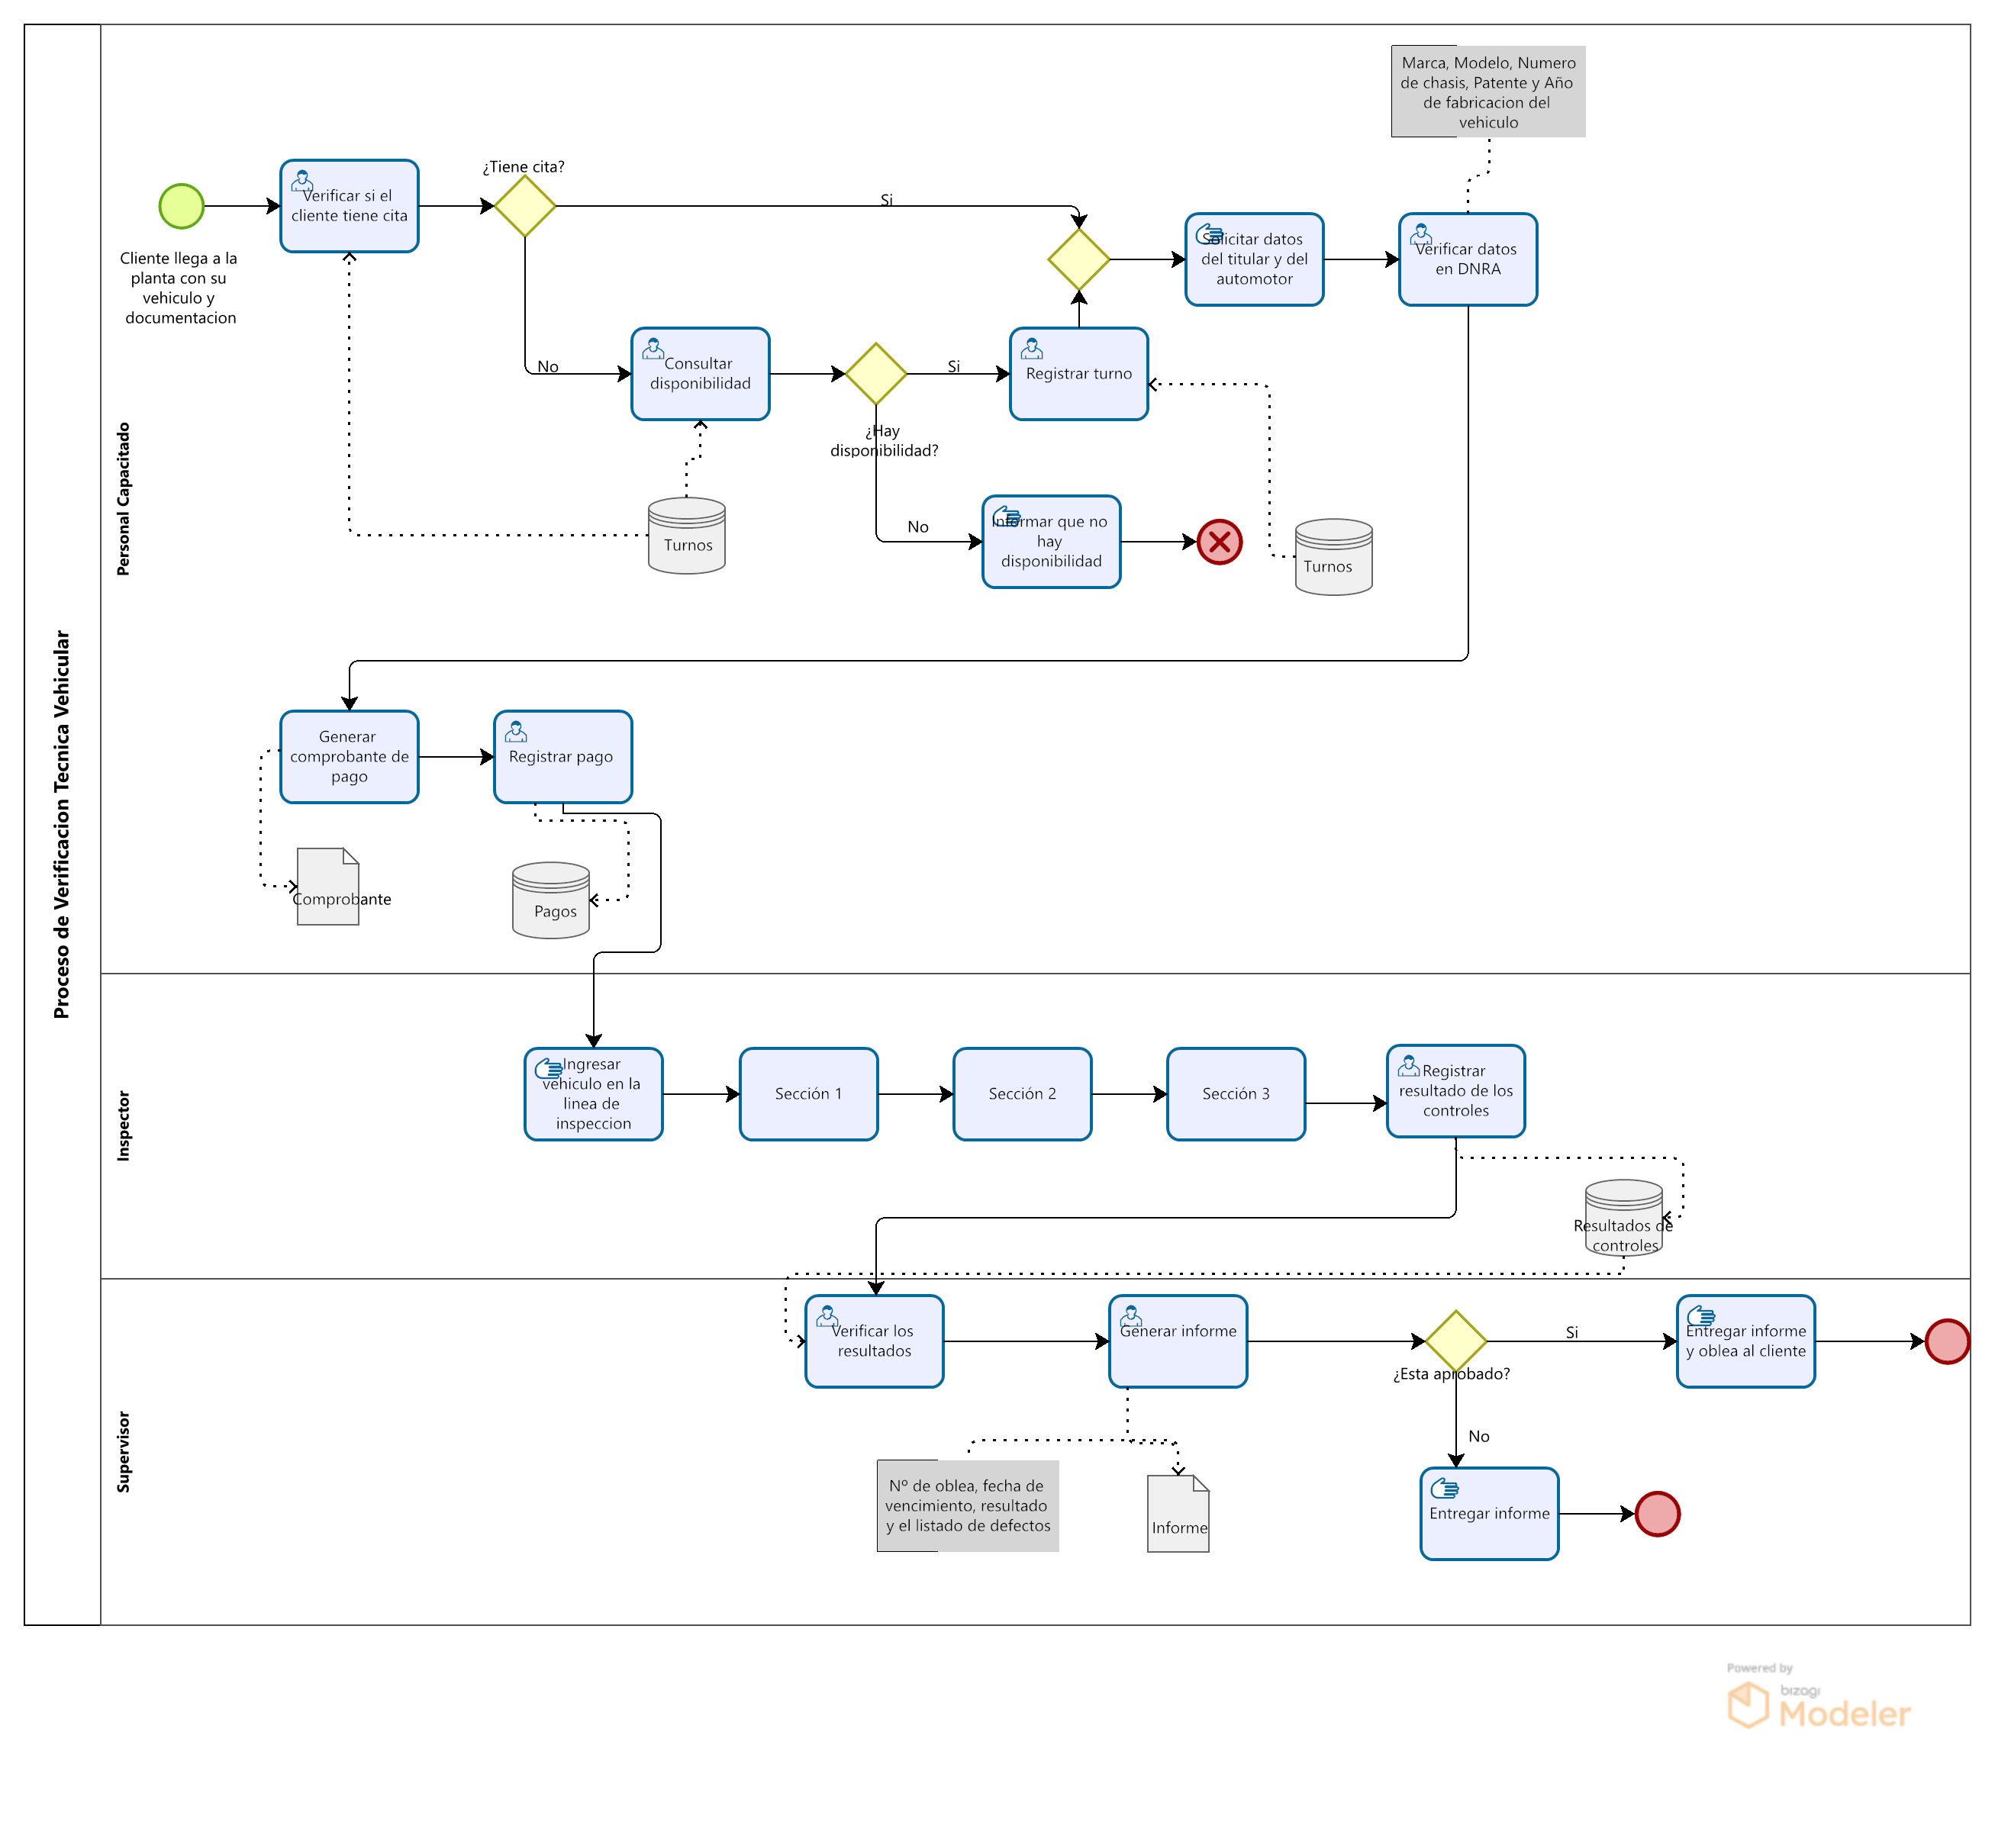 Proceso de Verificacion Tecnica Vehicular
Personal Capacitado
Marca, Modelo, Numero
de chasis, Patente y Año
de fabricacion del
vehiculo
Cliente llega a la
planta con su
vehiculo y
documentacion
Verificar si el
cliente tiene cita
¿Tiene cita?
Si
No
Solicitar datos
del titular y del
automotor
Verificar datos
en DNRA
Consultar
disponibilidad
¿Hay
disponibilidad?
Si
Registrar turno
No
Informar que no
hay
disponibilidad
Turnos
Turnos
Generar
comprobante de
pago
Registrar pago
Comprobante
Pagos
Inspector
Ingresar
vehiculo en la
linea de
inspeccion
Sección 1
Sección 2
Sección 3
Registrar
resultado de los
controles
Resultados de
controles
Supervisor
Verificar los
resultados
Generar informe
¿Esta aprobado?
Si
Entregar informe
y oblea al cliente
No
Nº de oblea, fecha de
vencimiento, resultado
y el listado de defectos
Informe
Entregar informe
Powered by
bizagi
Modeler